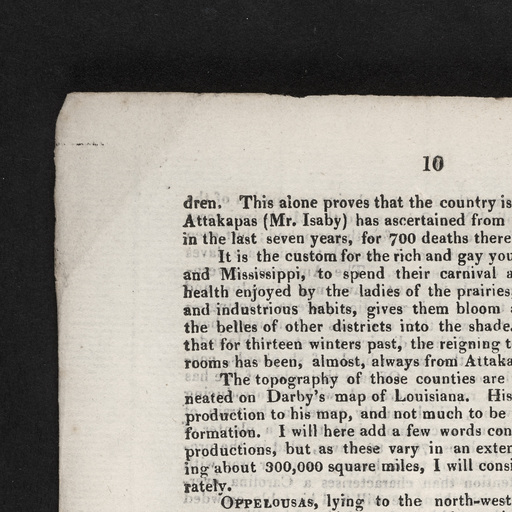 10
dren. This alone proves that the country is
Attakapas (Mr. Isaby) has ascertained from
in the last seven years, for 700 deaths there
It is the custom for the rich and gay you
and Mississippi, to spend their carnival a
health enjoyed by the ladies of the prairies,
and industrious habits, gives them bloom
the belles of other districts into the shade.
that for thirteen winters past, the reigning t
rooms has been, almost, always from Attaka
The topography of those counties are
neated on Darby's map of Louisiana. His
production to his map, and not much to be
formation. I will here add a few words con
productions, but as these vary in an exten
ing about 300,000 square miles, I will consi
rately.
OPPELOUSAS, lying to the north-west